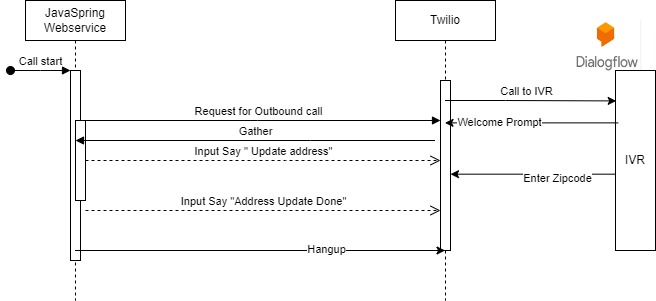 JavaSpring
Webservice
Twilio
Dialogflow
Call start
Call to IVR
Request for Outbound call
Welcome Prompt
Gather
Input Say " Update address"
IVR
Enter Zipcode
Input Say "Address Update Done"
Hangup